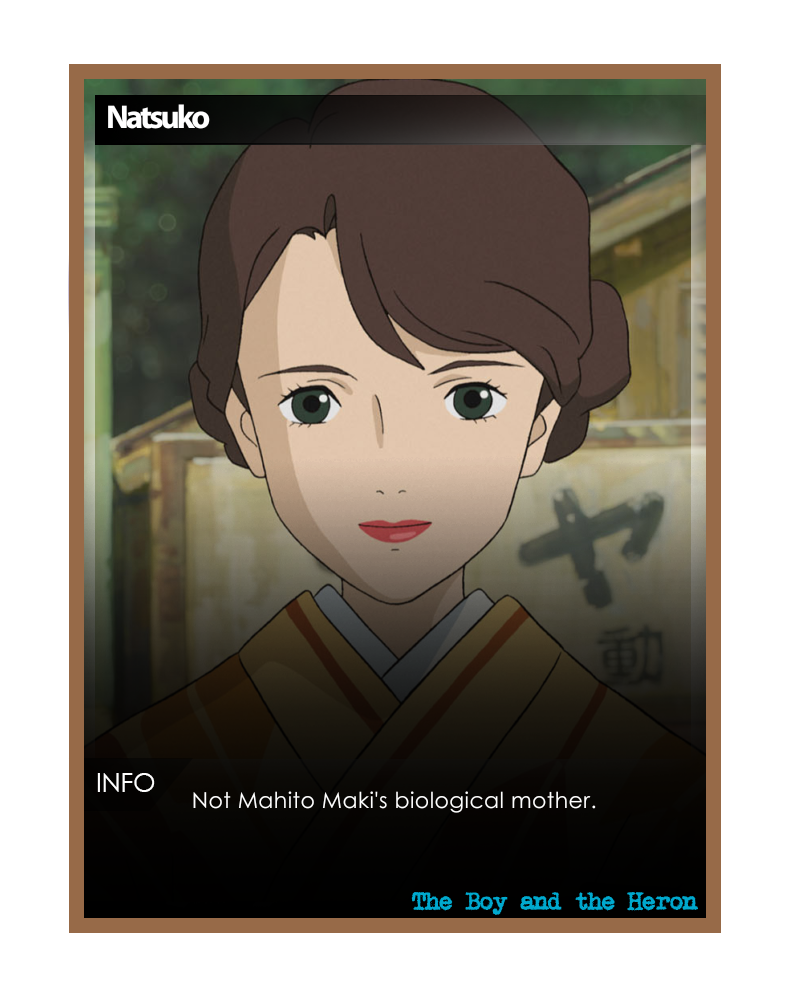 Natsuko
ヤ
動
INFO
Not Mahito Maki's biological mother.
The Boy and the Heron